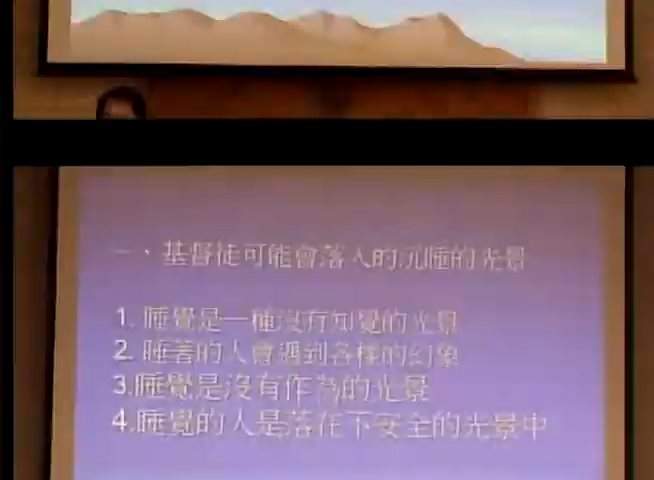 一、基督徒可能會落入的沉睡的光景
1. 睡覺是一種沒有知覺的光景
2. 睡著的人會遇到各樣的幻象
3.睡覺是沒有作為的光景
4.睡覺的人是落在不安全的光景中